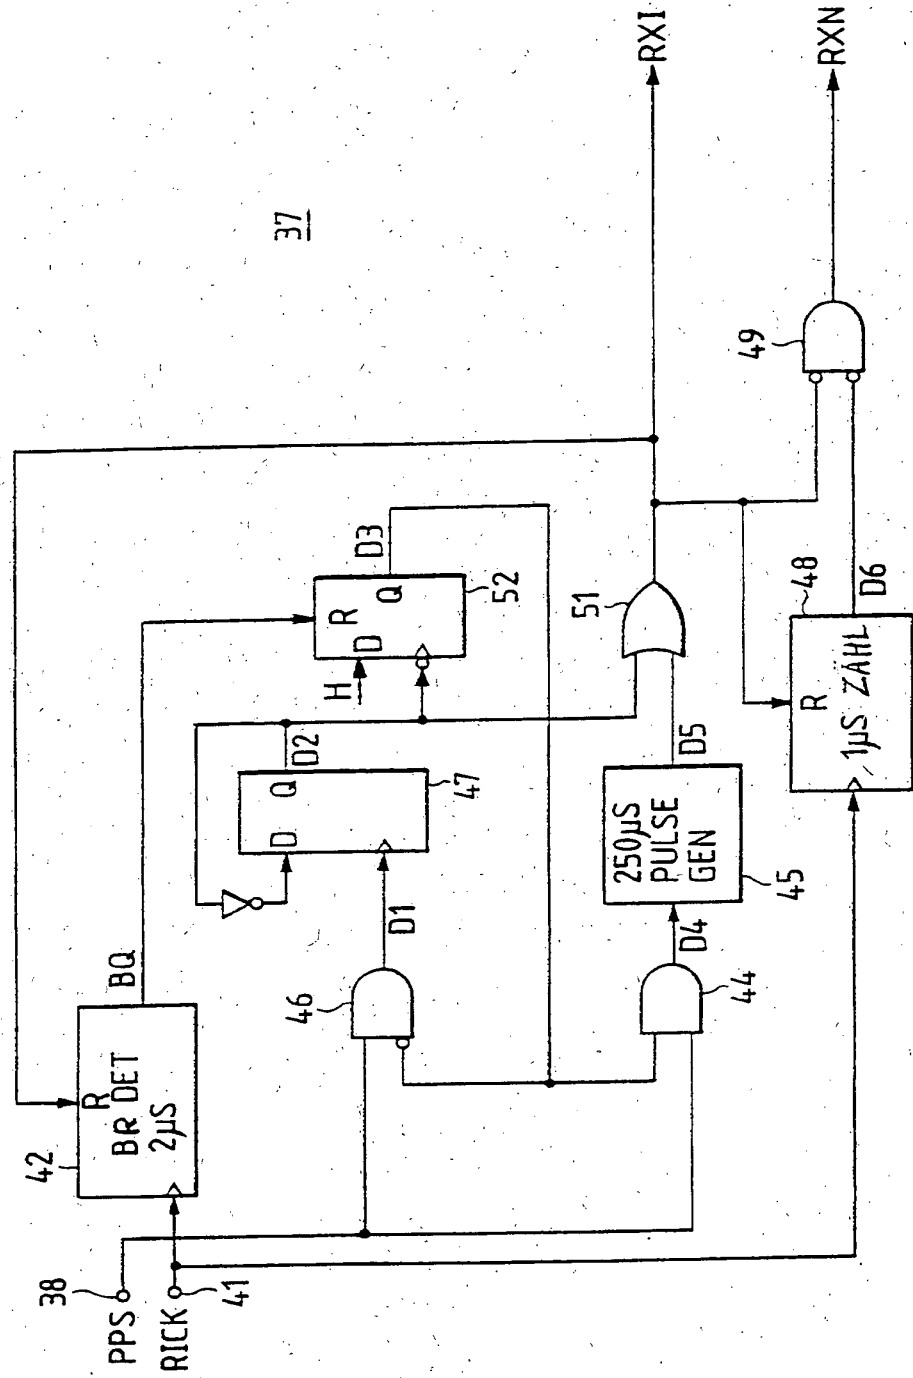 37
RXI
RXN
49
BQ
42
R
BR DET
2µS
38
PPS
RICK
41
46
D1
D
Q
47
D2
H
D
R
Q
D3
52
44
D4
250µS
PULSE
GEN
45
D5
51
R
1µS ZÄHL
48
D6